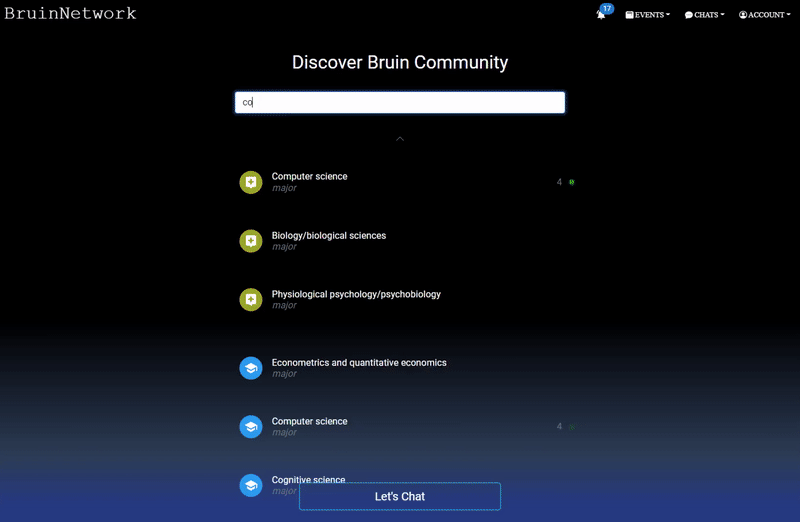 BruinNetwork
17
EVENTS
CHATS
ACCOUNT
Discover Bruin Community
co
Computer science
major
4
Biology/biological sciences
major
Physiological psychology/psychobiology
major
Econometrics and quantitative economics
major
Computer science
major
4
Cognitive science
major
Let's Chat